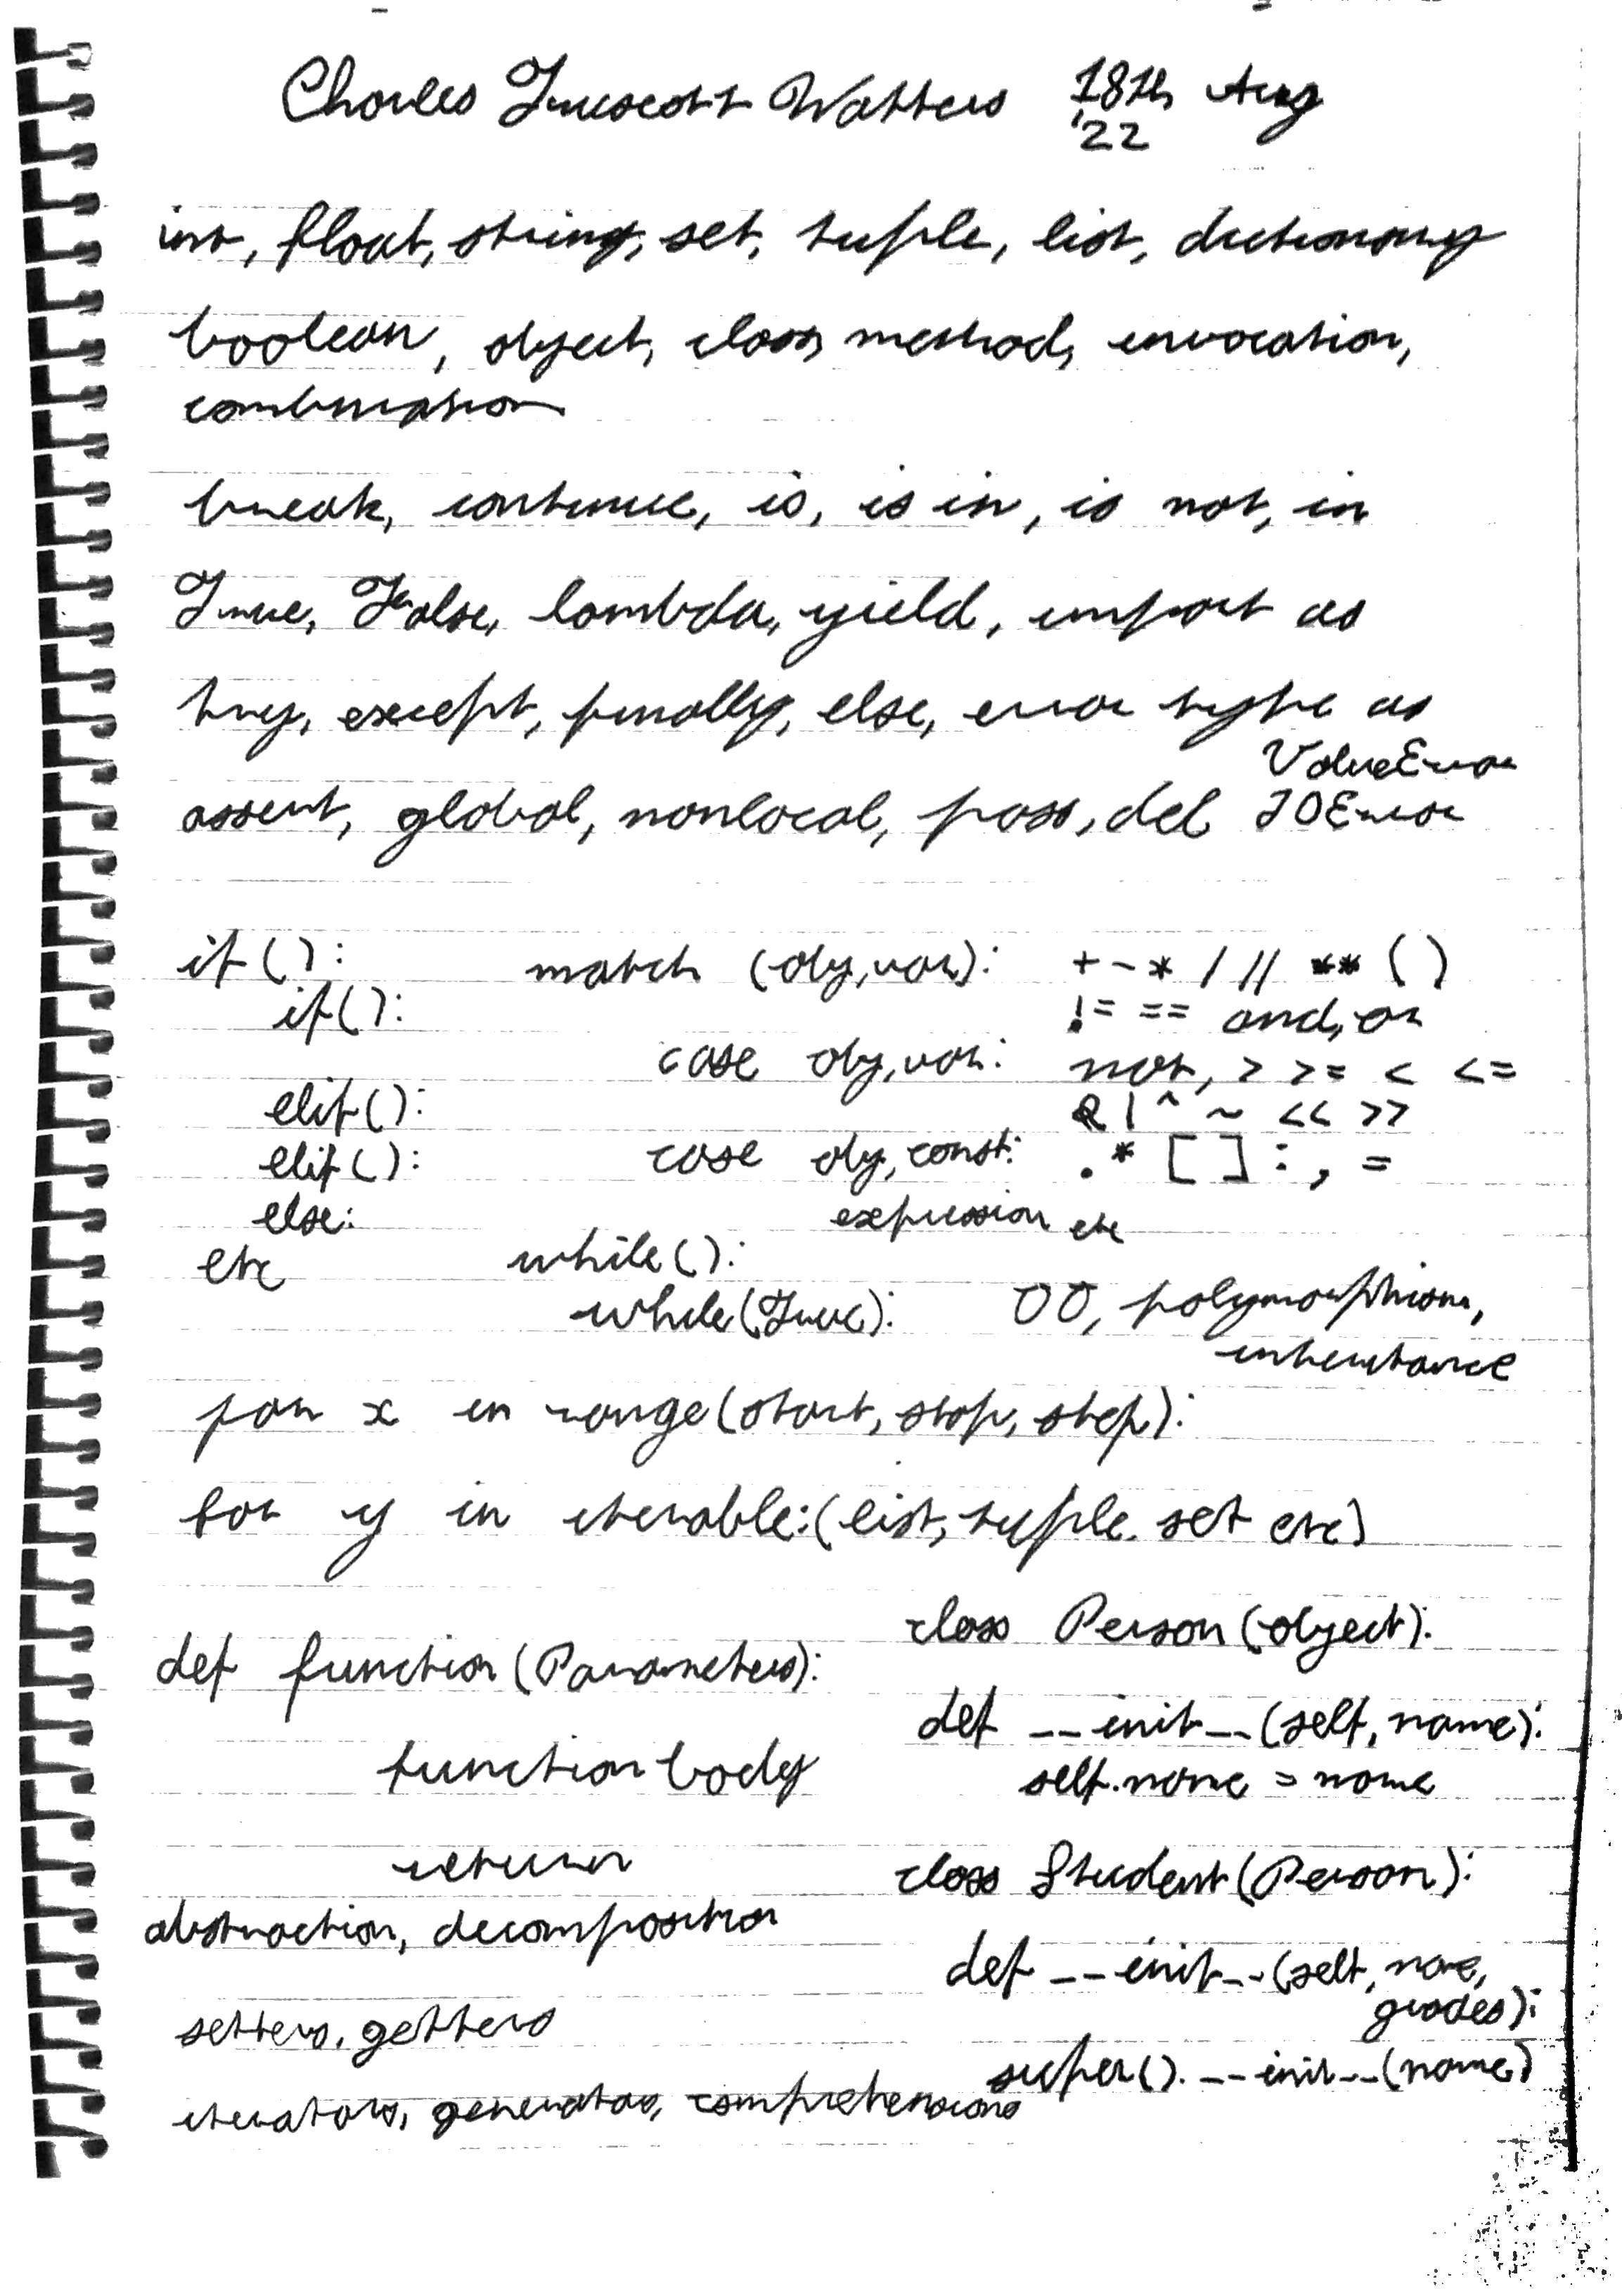 Charles Truscott Watters 18th Aug
'22
int, float, string, set, tuple, list, dictionary
boolean, object, class, method, invocation,
combination
break, continue, is, is in, is not, in
True, False, lambda, yield, import as
try, except, finally, else, error type as
ValueError
assert, global, nonlocal, pass, del IOError
if():
if():
elif():
elif():
else:
etc
match (obj,var):
case obj,var:
case obj,const:
expression
+ - * / // ** ()
!= == and, or
not, > >= < <=
& | ^ ~ << >>
. * [ ] : , =
etc
while():
while(True):
OO, polymorphism,
inheritance
for x in range(start, stop, step):
for y in iterable:(list, tuple, set etc)
def function(Parameters):
function body
return
abstraction, decomposition
setters, getters
iterators, generators, comprehensions
class Person(object):
def __init__(self, name):
self.name = name
class Student(Person):
def __init__(self, name,
grades):
super().__init__(name)